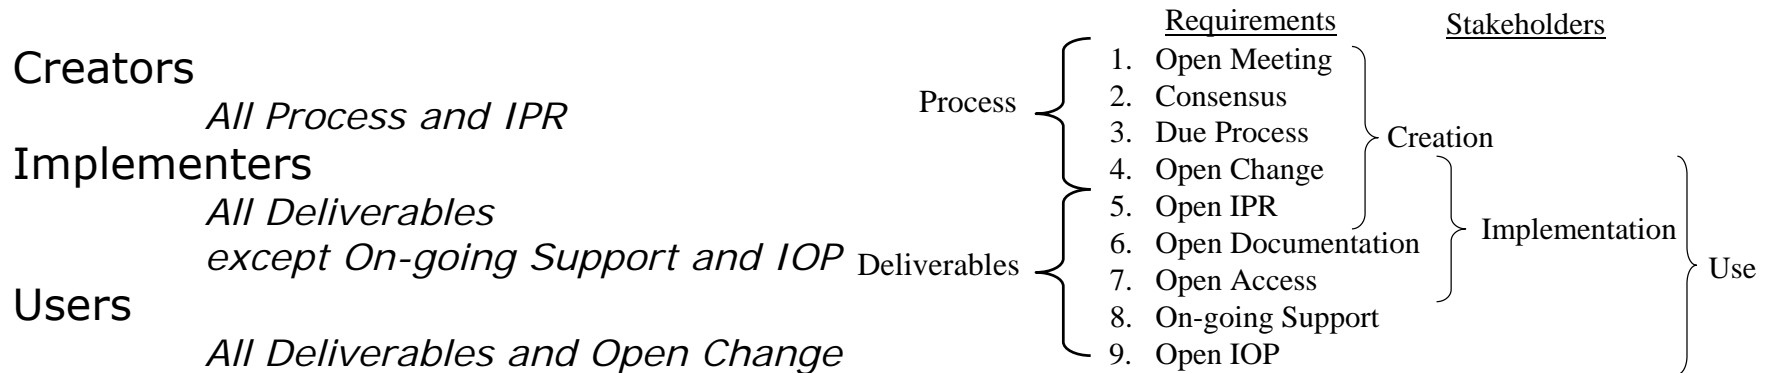 Creators
All Process and IPR
Implementers
All Deliverables
except On-going Support and IOP
Users
All Deliverables and Open Change
Requirements
Stakeholders
Process
Deliverables
1. Open Meeting
2. Consensus
3. Due Process
4. Open Change
5. Open IPR
6. Open Documentation
7. Open Access
8. On-going Support
9. Open IOP
Creation
Implementation
Use